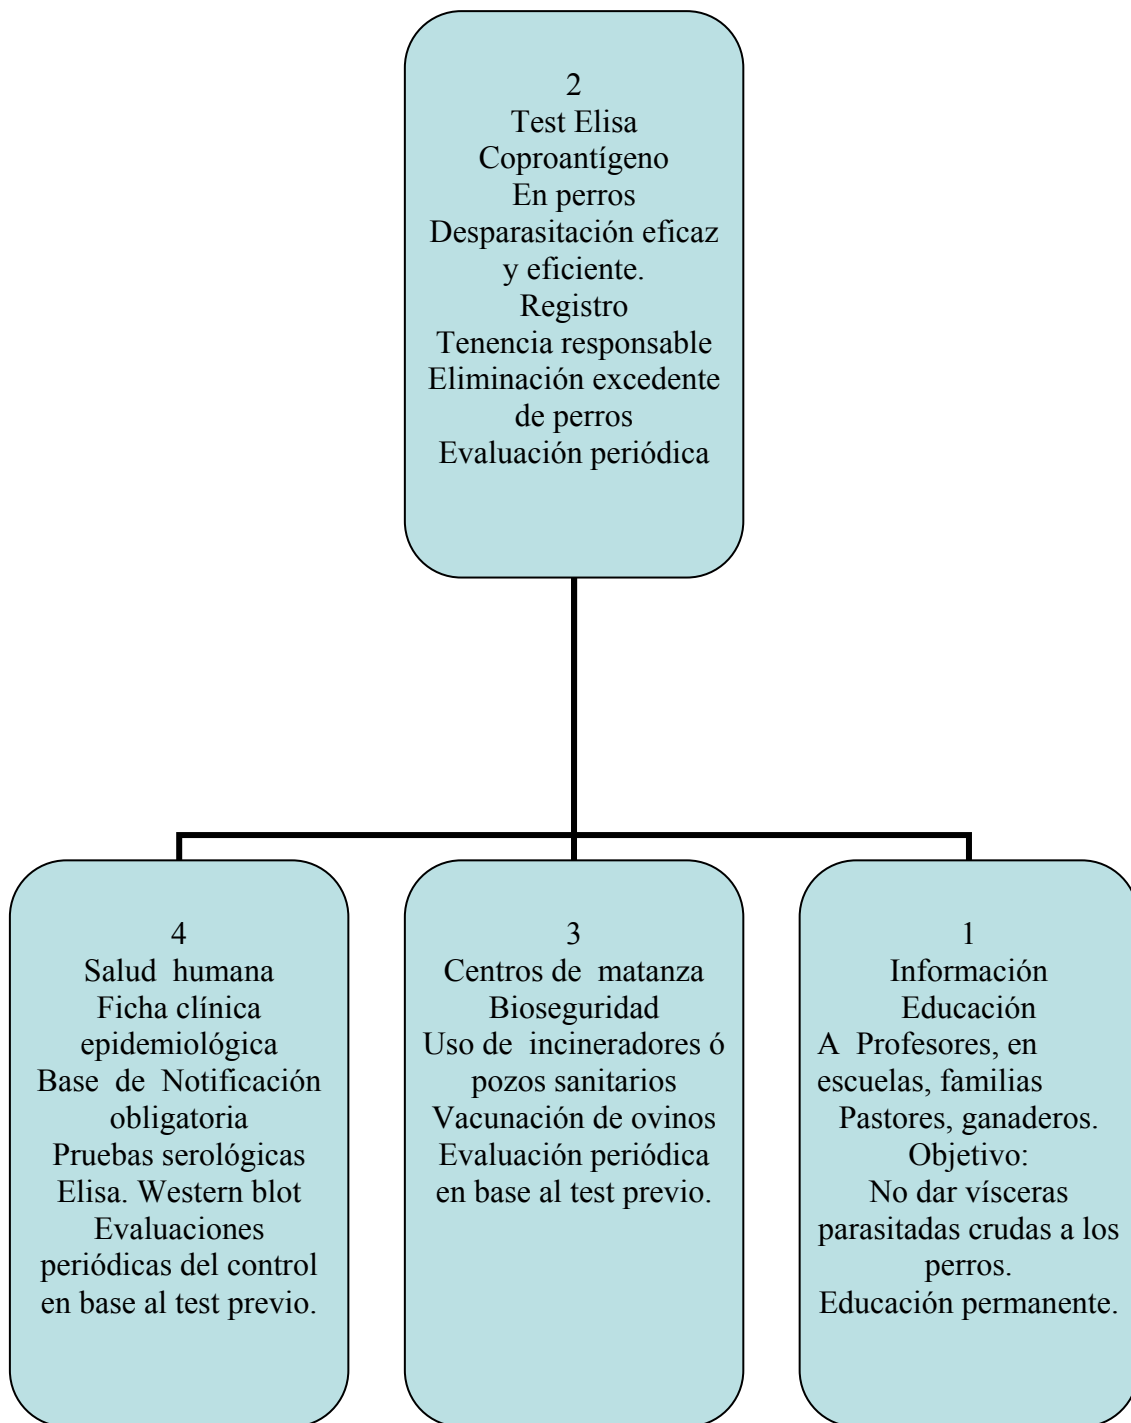 2
Test Elisa
Coproantígeno
En perros
Desparasitación eficaz
y eficiente.
Registro
Tenencia responsable
Eliminación excedente
de perros
Evaluación periódica
4
Salud humana
Ficha clínica
epidemiológica
Base de Notificación
obligatoria
Pruebas serológicas
Elisa. Western blot
Evaluaciones
periódicas del control
en base al test previo.
3
Centros de matanza
Bioseguridad
Uso de incineradores ó
pozos sanitarios
Vacunación de ovinos
Evaluación periódica
en base al test previo.
1
Información
Educación
A Profesores, en
escuelas, familias
Pastores, ganaderos.
Objetivo:
No dar vísceras
parasitadas crudas a los
perros.
Educación permanente.